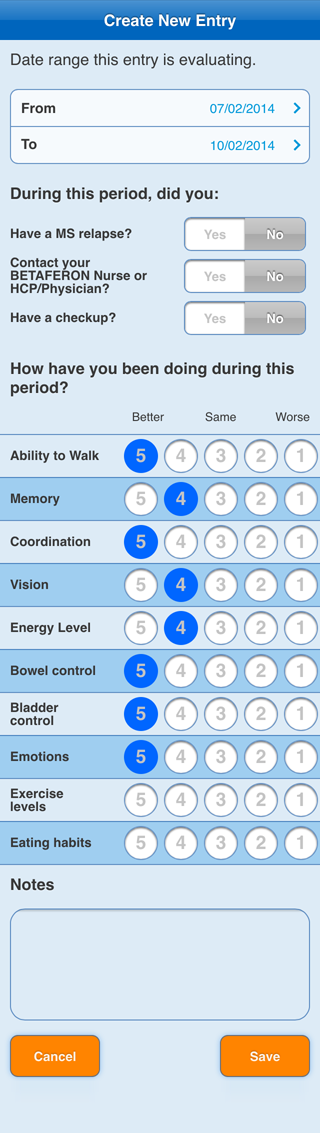 Create New Entry
Date range this entry is evaluating.
From 07/02/2014
To 10/02/2014
During this period, did you:
Have a MS relapse? Yes No
Contact your
BETAFERON Nurse or
HCP/Physician? Yes No
Have a checkup? Yes No
How have you been doing during this
period?
Better Same Worse
Ability to Walk 5 4 3 2 1
Memory 5 4 3 2 1
Coordination 5 4 3 2 1
Vision 5 4 3 2 1
Energy Level 5 4 3 2 1
Bowel control 5 4 3 2 1
Bladder
control 5 4 3 2 1
Emotions 5 4 3 2 1
Exercise
levels 5 4 3 2 1
Eating habits 5 4 3 2 1
Notes
Cancel Save